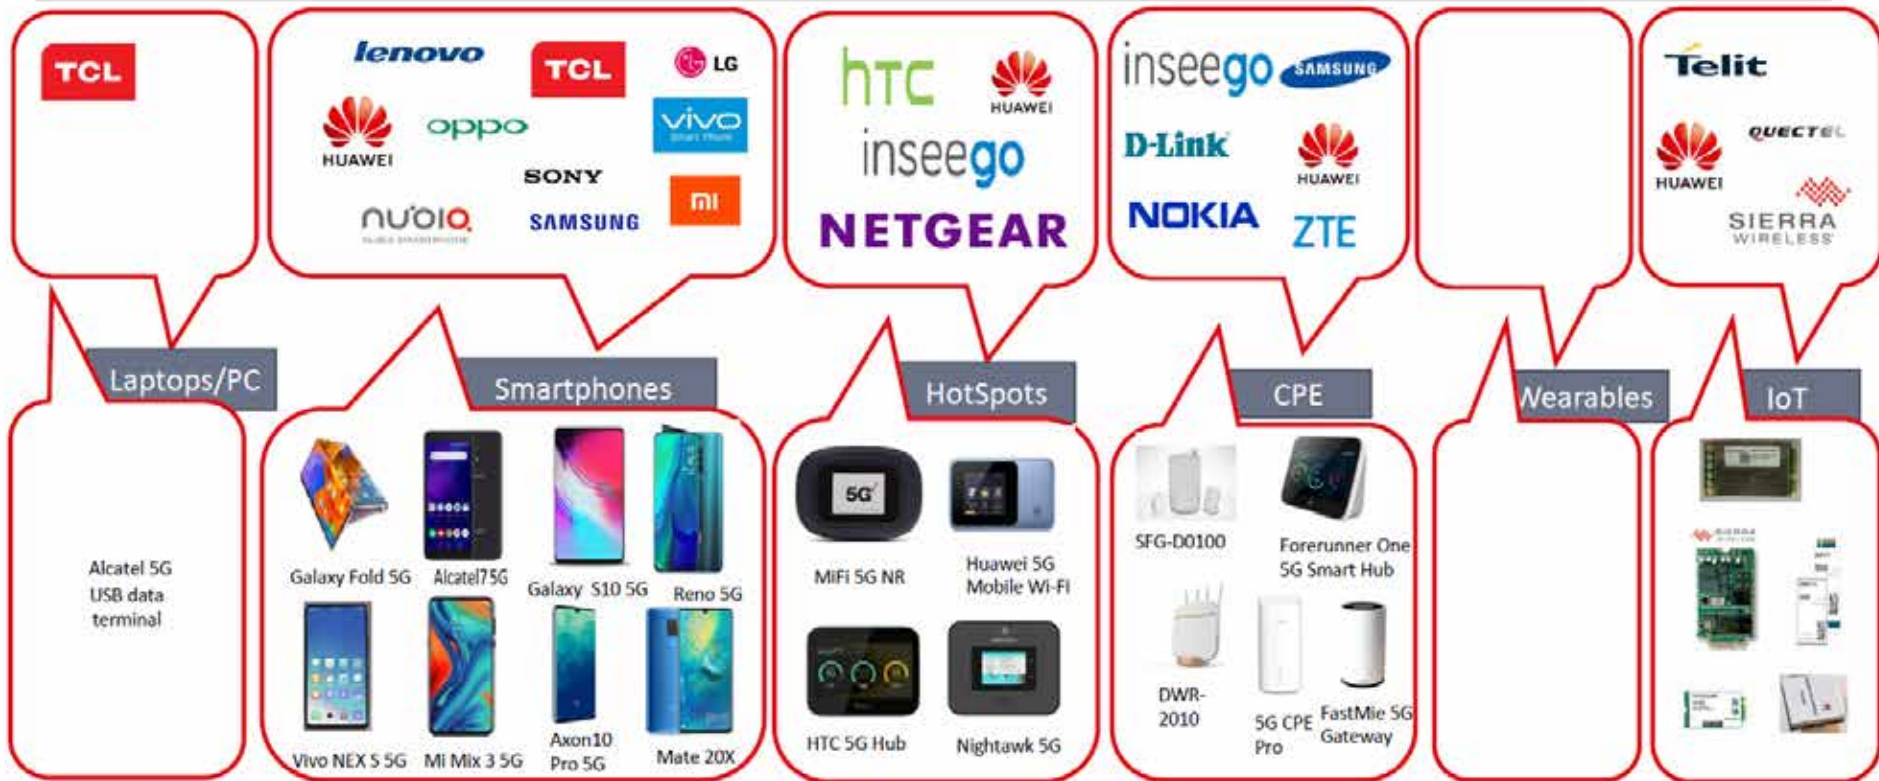 TCL
lenovo
TCL
LG
HUAWEI
oppo
vivo
SONY
SAMSUNG
mi
hTC
HUAWEI
inseego
NETGEAR
inseego
SAMSUNG
D-Link
HUAWEI
NOKIA
ZTE
Telit
HUAWEI
QUECTEL
SIERRA
WIRELESS
Laptops/PC
Smartphones
HotSpots
CPE
Wearables
IoT
Alcatel 5G
USB data
terminal
Galaxy Fold 5G
Alcatel7 5G
Galaxy S10 5G
Reno 5G
Vivo NEX S 5G
Mi Mix 3 5G
Axon10
Pro 5G
Mate 20X
5G
MiFi 5G NR
Huawei 5G
Mobile Wi-FI
HTC 5G Hub
Nightawk 5G
SFG-D0100
Forerunner One
5G Smart Hub
DWR-
2010
5G CPE
Pro
FastMie 5G
Gateway
SIERRA